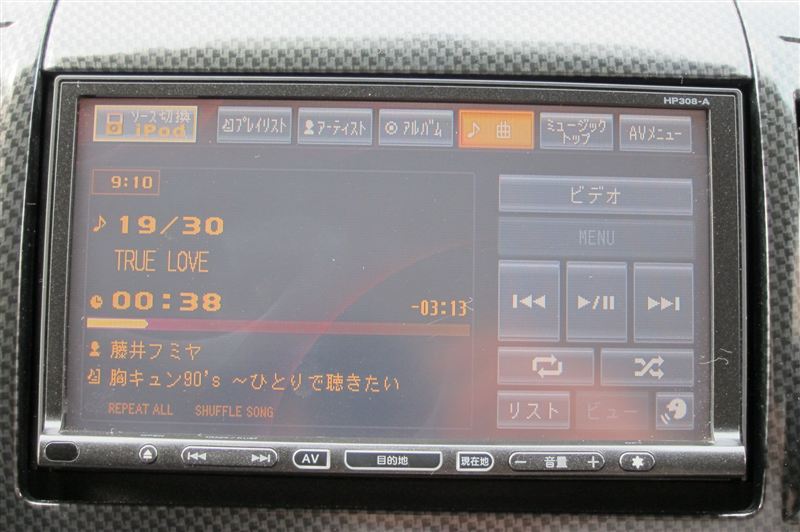 HP308-A
ソース切換
iPod
プレイリスト
アーティスト
アルバム
曲
ミュージック
トップ
AVメニュー
9:10
19/30
TRUE LOVE
00:38
-03:13
藤井フミヤ
胸キュン90's ～ひとりで聴きたい
REPEAT ALL SHUFFLE SONG
ビデオ
MENU
リスト
ビュー
AV
目的地
現在地
音量